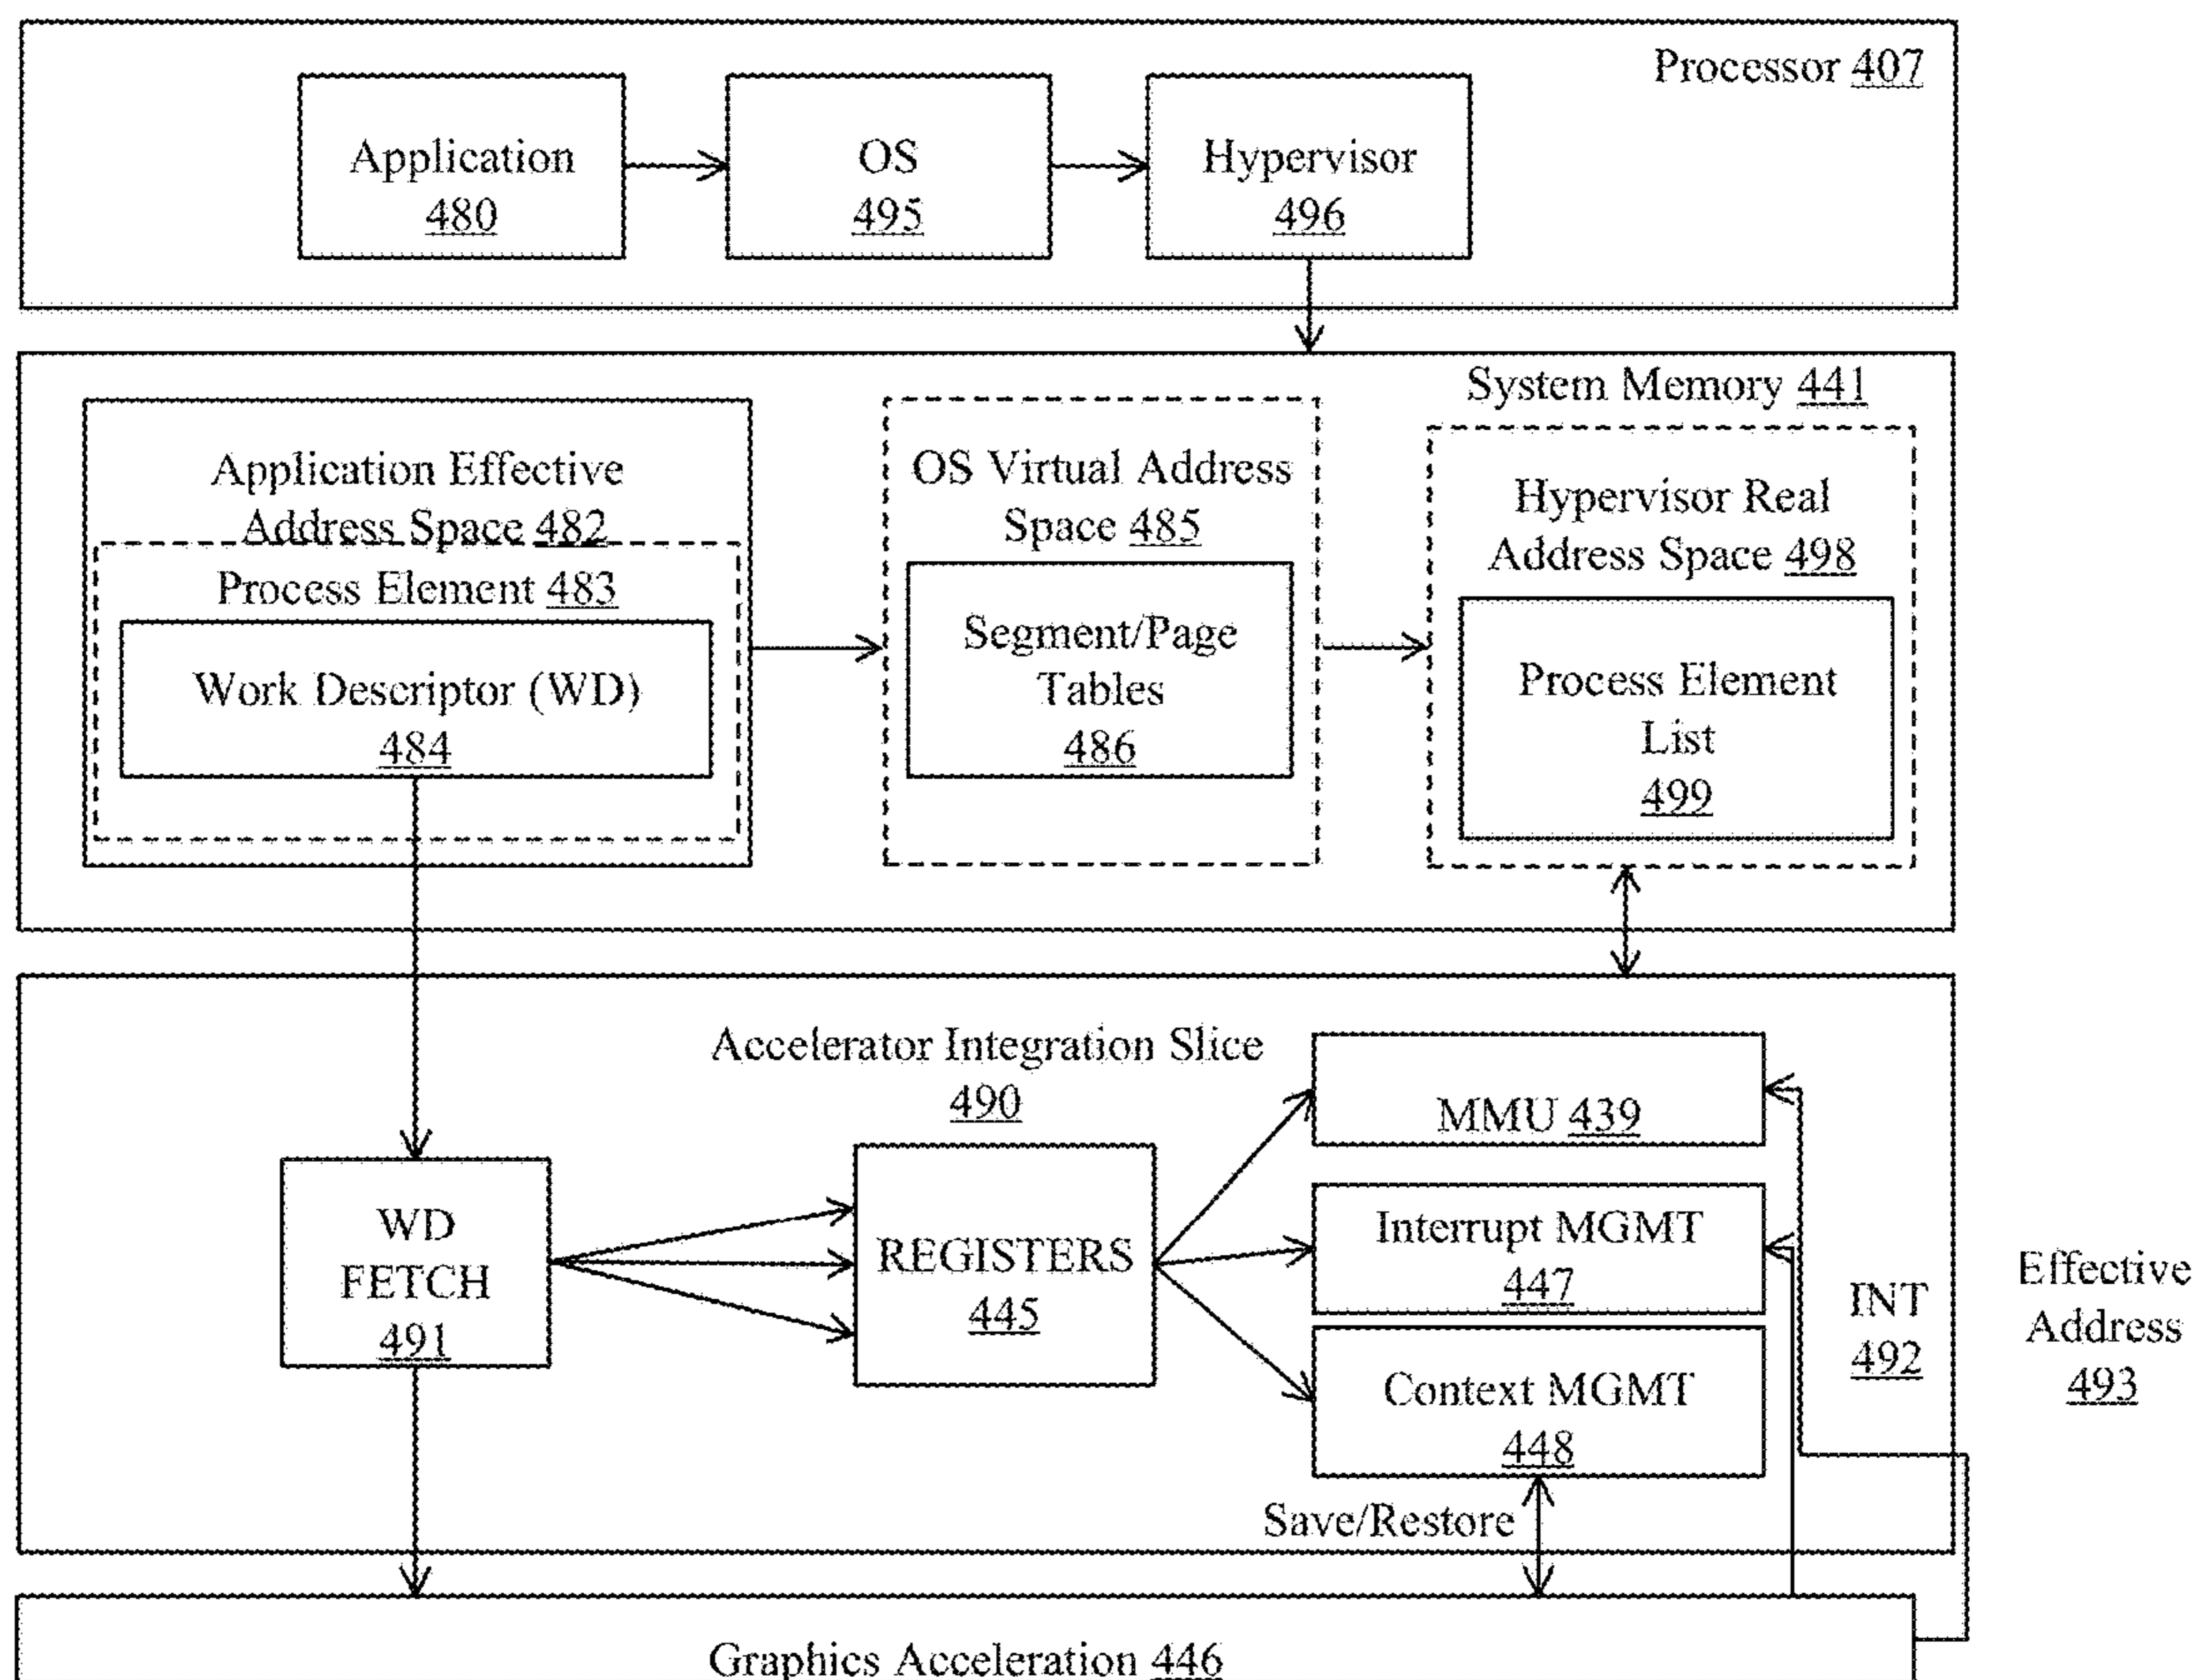 Processor 407
Application
480
OS
495
Hypervisor
496
System Memory 441
Application Effective
Address Space 482
Process Element 483
Work Descriptor (WD)
484
OS Virtual Address
Space 485
Segment/Page
Tables
486
Hypervisor Real
Address Space 498
Process Element
List
499
Accelerator Integration Slice
490
WD
FETCH
491
REGISTERS
445
MMU 439
Interrupt MGMT
447
Context MGMT
448
INT
492
Effective
Address
493
Save/Restore
Graphics Acceleration 446